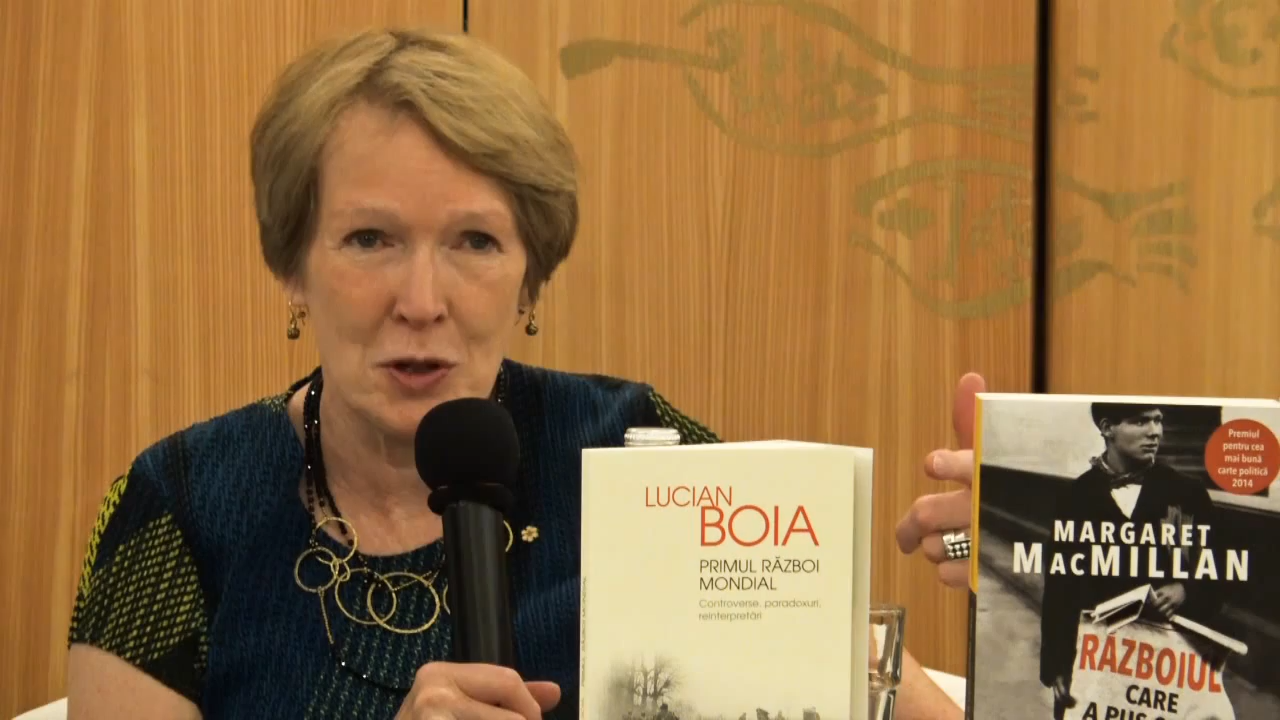 LUCIAN
BOIA
PRIMUL RĂZBOI
MONDIAL
Controverse, paradoxuri,
reinterpretări
Premiul
pentru cea
mai bună
carte politică
2014
MARGARET
MACMILLAN
RĂZBOIUL
CARE
A PUS